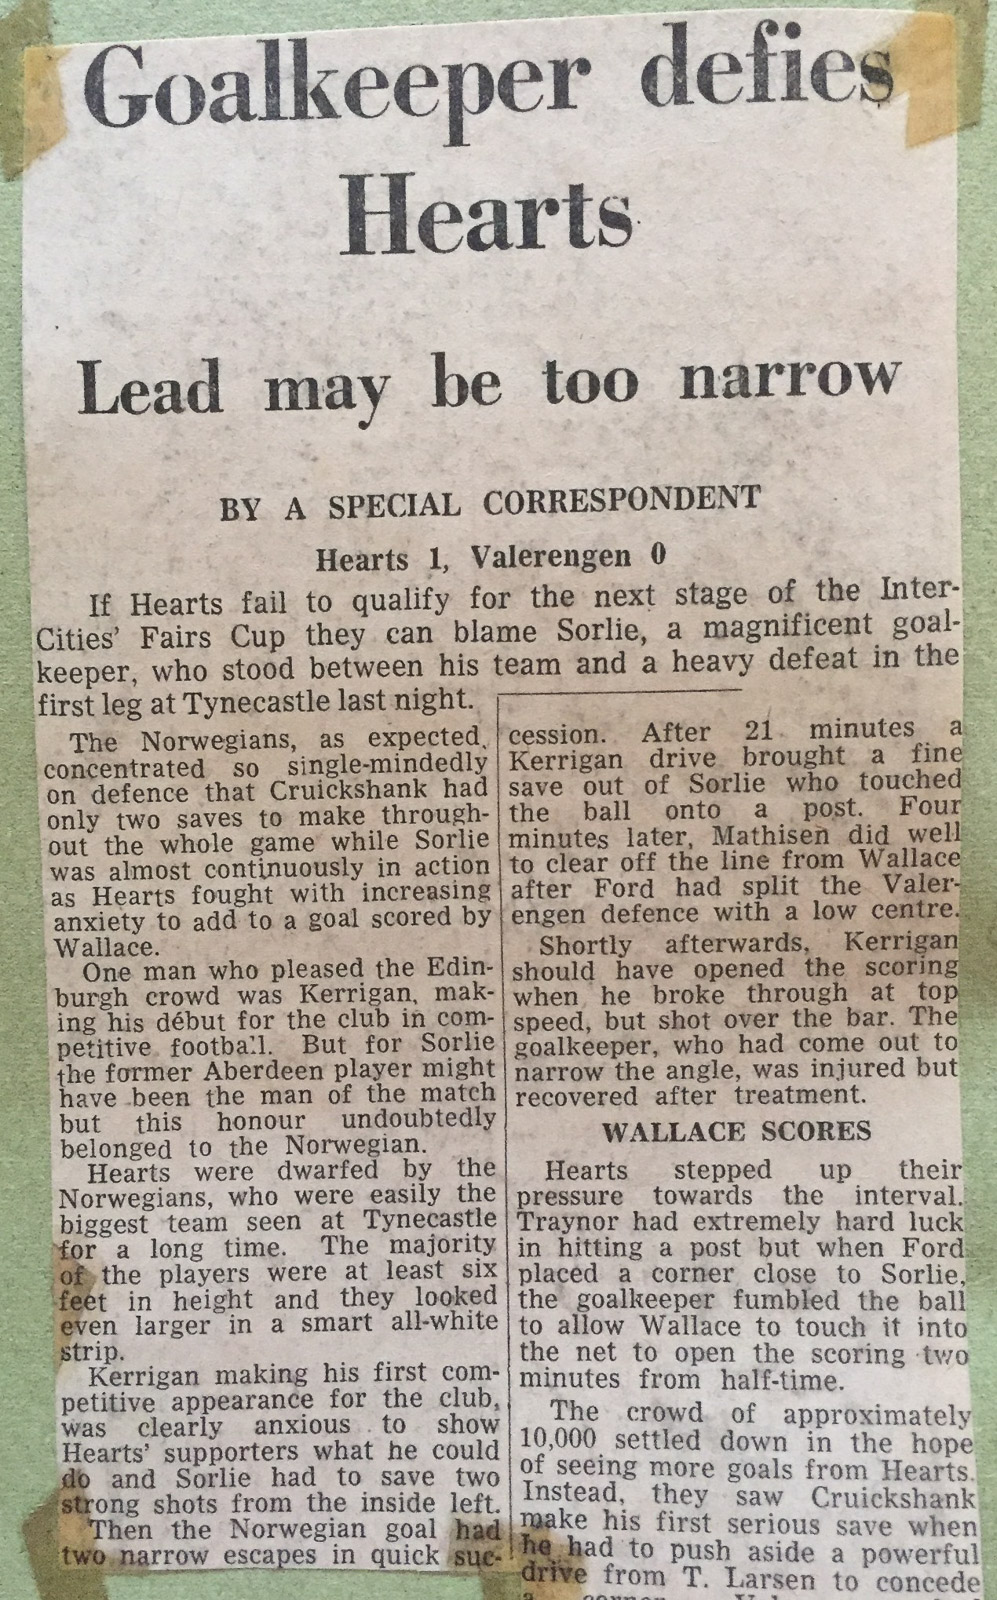 Goalkeeper defies
Hearts
Lead may be too narrow
BY A SPECIAL CORRESPONDENT
Hearts 1, Valerengen 0
If Hearts fail to qualify for the next stage of the Inter-
Cities' Fairs Cup they can blame Sorlie, a magnificent goal-
keeper, who stood between his team and a heavy defeat in the
first leg at Tynecastle last night.
The Norwegians, as expected,
concentrated so single-mindedly
on defence that Cruickshank had
only two saves to make through-
out the whole game while Sorlie
was almost continuously in action
as Hearts fought with increasing
anxiety to add to a goal scored by
Wallace.
One man who pleased the Edin-
burgh crowd was Kerrigan, mak-
ing his début for the club in com-
petitive football. But for Sorlie
the former Aberdeen player might
have been the man of the match
but this honour undoubtedly
belonged to the Norwegian.
Hearts were dwarfed by the
Norwegians, who were easily the
biggest team seen at Tynecastle
for a long time. The majority
of the players were at least six
feet in height and they looked
even larger in a smart all-white
strip.
Kerrigan making his first com-
petitive appearance for the club,
was clearly anxious to show
Hearts' supporters what he could
do and Sorlie had to save two
strong shots from the inside left.
Then the Norwegian goal had
two narrow escapes in quick suc-
cession. After 21 minutes a
Kerrigan drive brought a fine
save out of Sorlie who touched
the ball onto a post. Four
minutes later, Mathisen did well
to clear off the line from Wallace
after Ford had split the Valer-
engen defence with a low centre.
Shortly afterwards, Kerrigan
should have opened the scoring
when he broke through at top
speed, but shot over the bar. The
goalkeeper, who had come out to
narrow the angle, was injured but
recovered after treatment.
WALLACE SCORES
Hearts stepped up their
pressure towards the interval.
Traynor had extremely hard luck
in hitting a post but when Ford
placed a corner close to Sorlie,
the goalkeeper fumbled the ball
to allow Wallace to touch it into
the net to open the scoring two
minutes from half-time.
The crowd of approximately
10,000 settled down in the hope
of seeing more goals from Hearts.
Instead, they saw Cruickshank
make his first serious save when
he had to push aside a powerful
drive from T. Larsen to concede